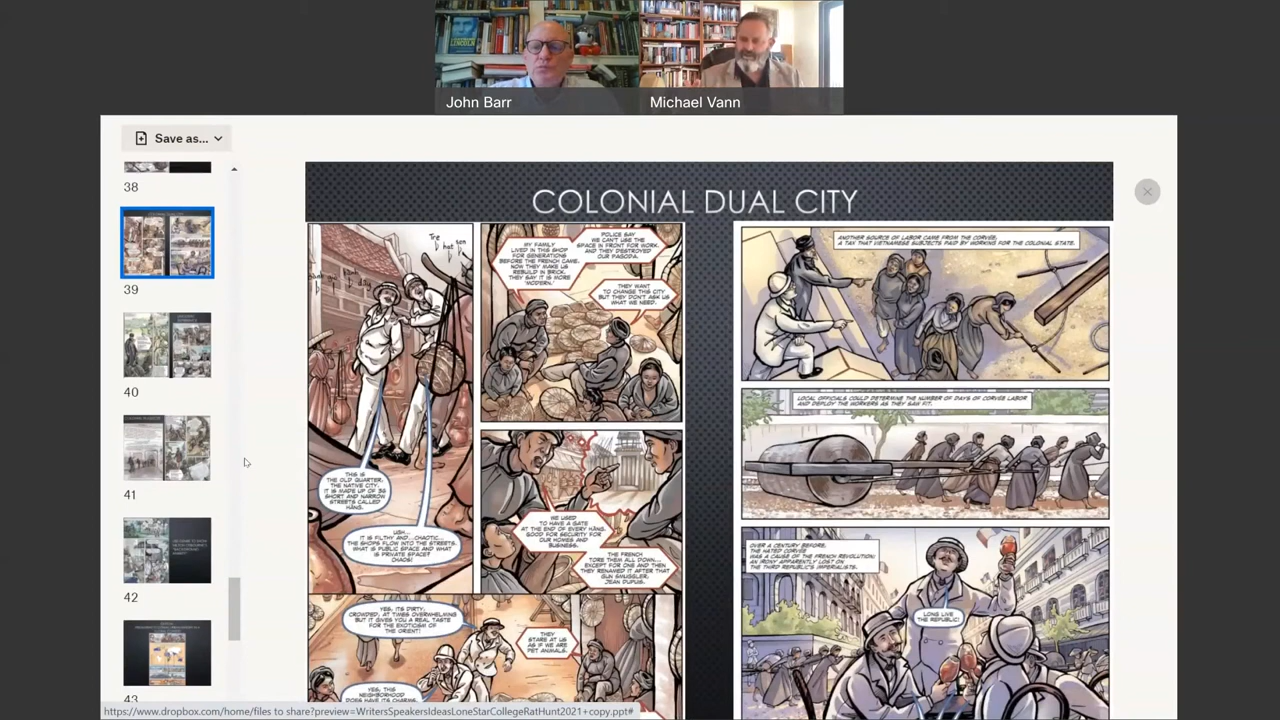 John Barr
Michael Vann
Save as...
38
39
40
41
42
43
COLONIAL DUAL CITY
Tre
hat
sen
MY FAMILY
LIVED IN THIS SHOP
FOR GENERATIONS
BEFORE THE FRENCH CAME.
NOW THEY MAKE US
REBUILD IN BRICK.
THEY SAY IT IS MORE
'MODERN.'
POLICE SAY
WE CAN'T USE THE
SPACE IN FRONT FOR WORK.
AND THEY DESTROYED
OUR PAGODA.
THEY WANT
TO CHANGE THIS CITY
BUT THEY DON'T ASK US
WHAT WE NEED.
THIS IS
THE OLD QUARTER,
THE NATIVE CITY.
IT IS MADE UP OF 36
SHORT AND NARROW
STREETS CALLED
HÀNG.
UGH...
IT IS FILTHY AND...CHAOTIC...
THE SHOPS FLOW INTO THE STREETS.
WHAT IS PUBLIC SPACE AND WHAT
IS PRIVATE SPACE?
CHAOS!
WE USED
TO HAVE A GATE
AT THE END OF EVERY HÀNG.
GOOD FOR SECURITY FOR
OUR HOMES AND
BUSINESS.
THE FRENCH
TORE THEM ALL DOWN...
EXCEPT FOR ONE AND THEN
THEY RENAMED IT AFTER THAT
GUN SMUGGLER,
JEAN DUPUIS.
YES, ITS DIRTY,
CROWDED, AT TIMES OVERWHELMING
BUT IT GIVES YOU A REAL TASTE
FOR THE EXOTICISM OF
THE ORIENT!
THEY
STARE AT US
AS IF WE ARE
PET ANIMALS.
YES, THIS
NEIGHBORHOOD
DOES HAVE ITS CHARMS.
ANOTHER SOURCE OF LABOR CAME FROM THE CORVÉE,
A TAX THAT VIETNAMESE SUBJECTS PAID BY WORKING FOR THE COLONIAL STATE.
LOCAL OFFICIALS COULD DETERMINE THE NUMBER OF DAYS OF CORVÉE LABOR
AND DEPLOY THE WORKERS AS THEY SAW FIT.
OVER A CENTURY BEFORE,
THE HATED CORVÉE
WAS A CAUSE OF THE FRENCH REVOLUTION;
AN IRONY APPARENTLY LOST ON
THE THIRD REPUBLIC'S IMPERIALISTS.
LONG LIVE
THE REPUBLIC!
https://www.dropbox.com/home/files to share?preview=WritersSpeakersIdeasLoneStarCollegeRatHunt2021+copy.ppt#